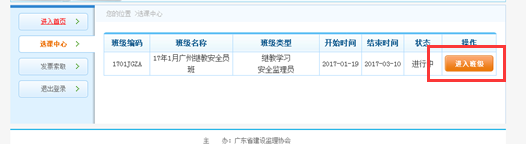 进入首页
选课中心
发票索取
退出登录
您的位置 >选课中心
班级编码 班级名称 班级类型 开始时间 结束时间 状态 操作
1701JGZA 17年1月广州继教安全员班 继教学习 安全监理员 2017-01-19 2017-03-10 进行中 进入班级
主 办：广东省建设监理协会